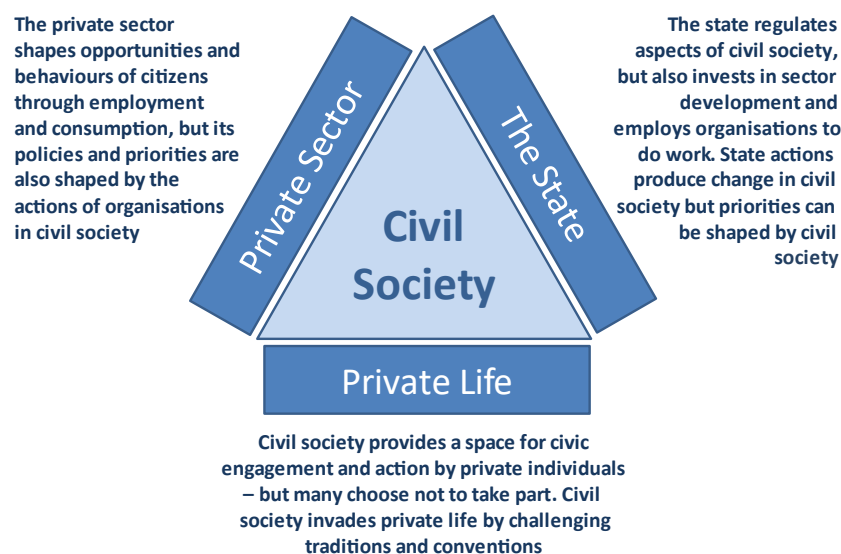 The private sector
shapes opportunities and
behaviours of citizens
through employment
and consumption, but its
policies and priorities are
also shaped by the
actions of organisations
in civil society
Private Sector
Civil
Society
The State
The state regulates
aspects of civil society,
but also invests in sector
development and
employs organisations to
do work. State actions
produce change in civil
society but priorities can
be shaped by civil
society
Private Life
Civil society provides a space for civic
engagement and action by private individuals
– but many choose not to take part. Civil
society invades private life by challenging
traditions and conventions